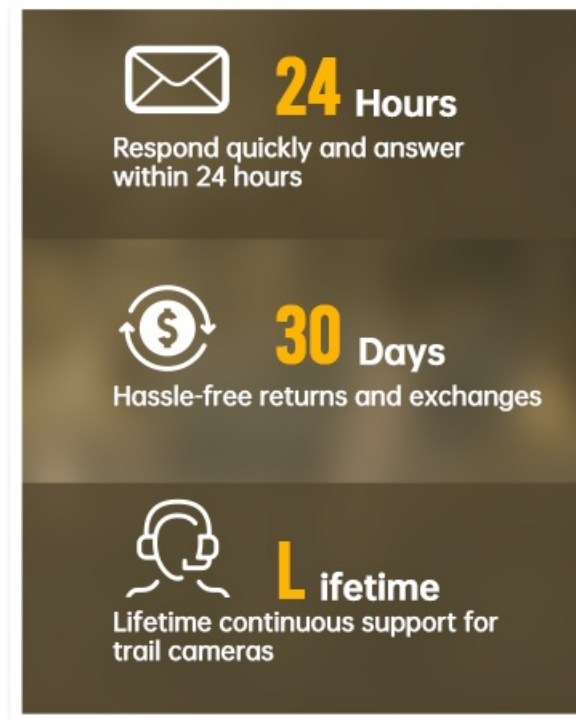 24 Hours
Respond quickly and answer
within 24 hours
$
30 Days
Hassle-free returns and exchanges
Lifetime
Lifetime continuous support for
trail cameras